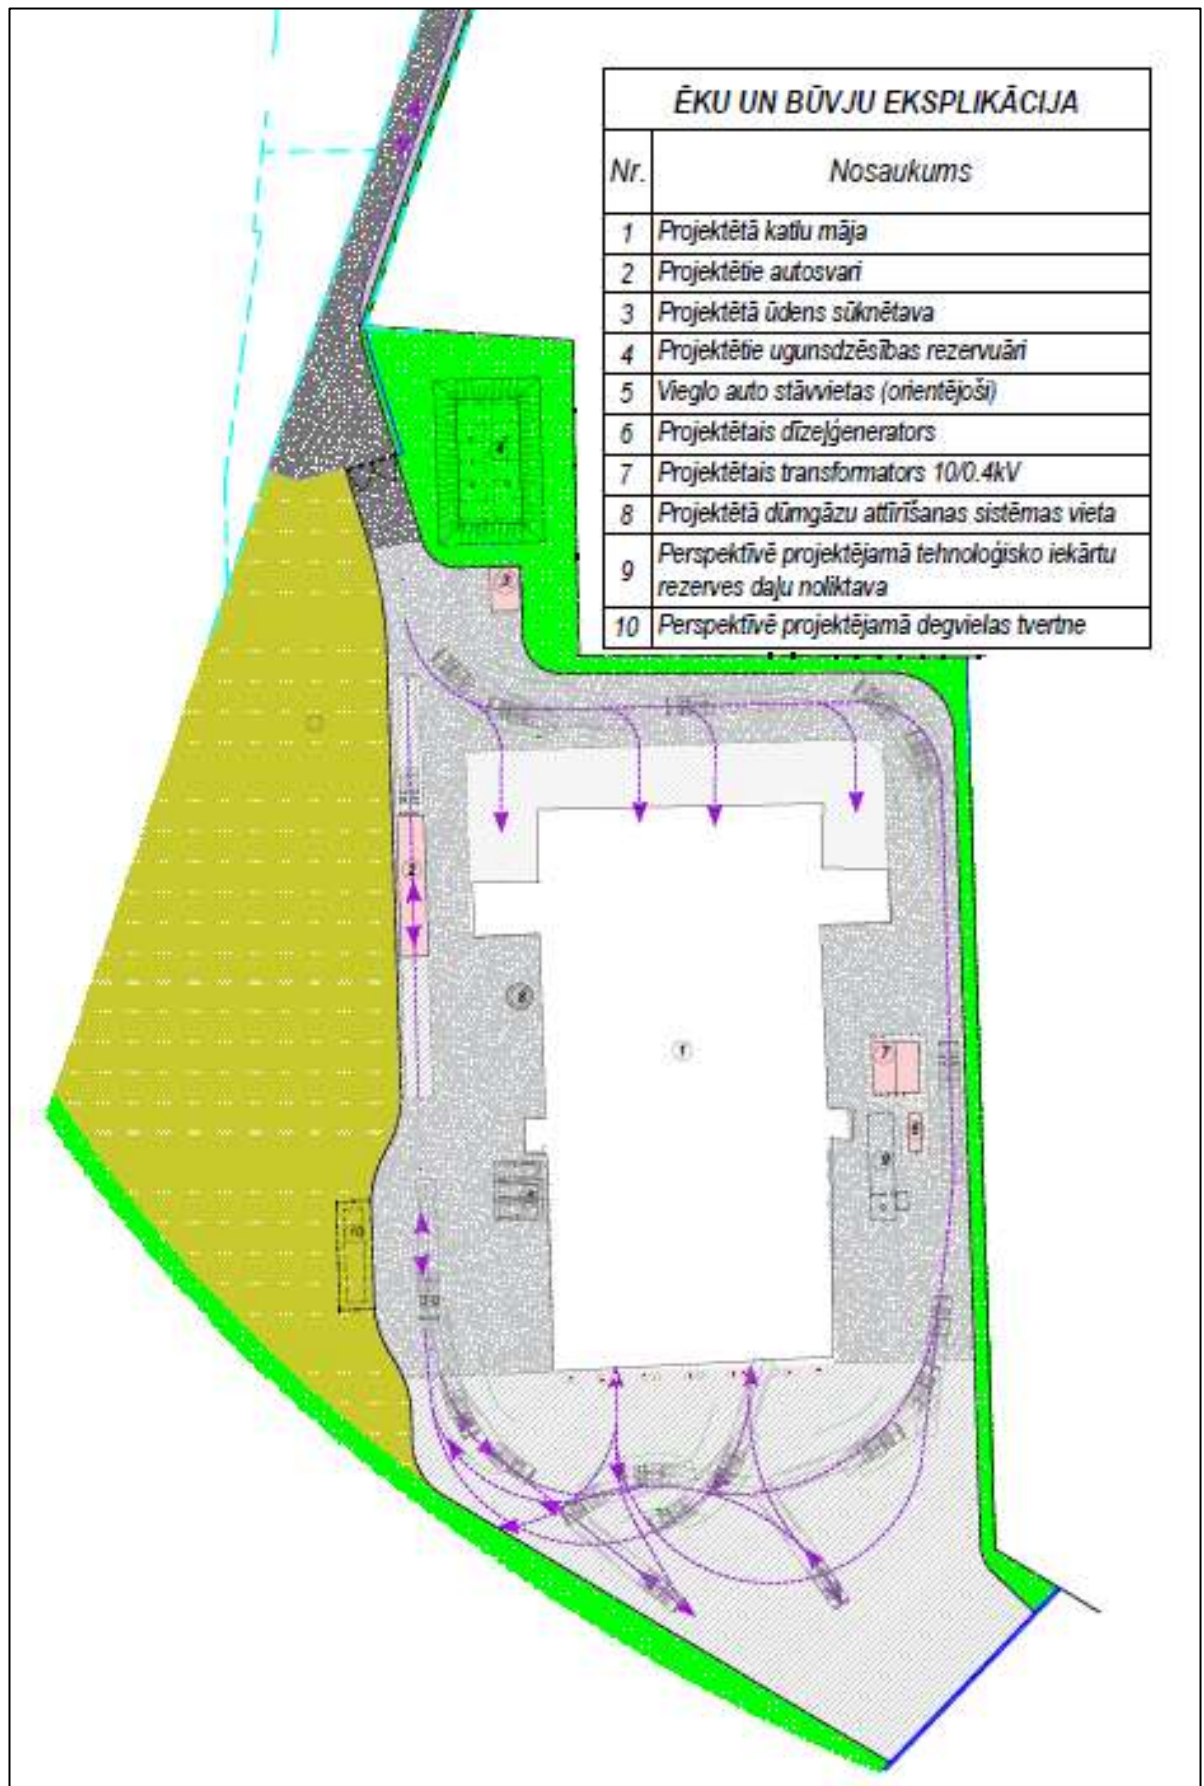 ĒKU UN BŪVJU EKSPLIKĀCIJA
Nr. Nosaukums
1 Projektētā katlu māja
2 Projektētie autosvari
3 Projektētā ūdens sūknētava
4 Projektētie ugunsdzēsības rezervuāri
5 Vieglo auto stāvvietas (orientējoši)
6 Projektētais dīzeļģenerators
7 Projektētais transformators 10/0.4kV
8 Projektētā dūmgāzu attīrīšanas sistēmas vieta
9 Perspektīvē projektējamā tehnoloģisko iekārtu
rezerves daļu noliktava
10 Perspektīvē projektējamā degvielas tvertne
4
3
2
8
1
7
6
9
10